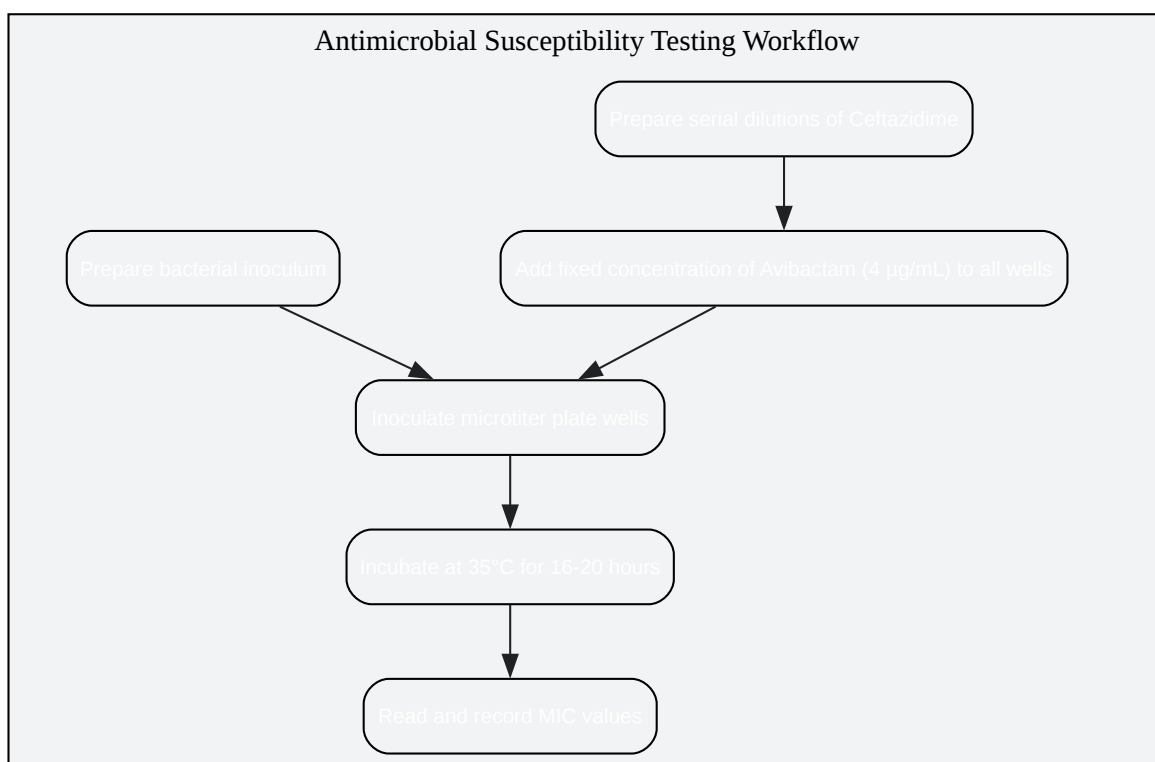 Antimicrobial Susceptibility Testing Workflow
Prepare serial dilutions of Ceftazidime
Prepare bacterial inoculum
Add fixed concentration of Avibactam (4 µg/mL) to all wells
Inoculate microtiter plate wells
Incubate at 35°C for 16-20 hours
Read and record MIC values